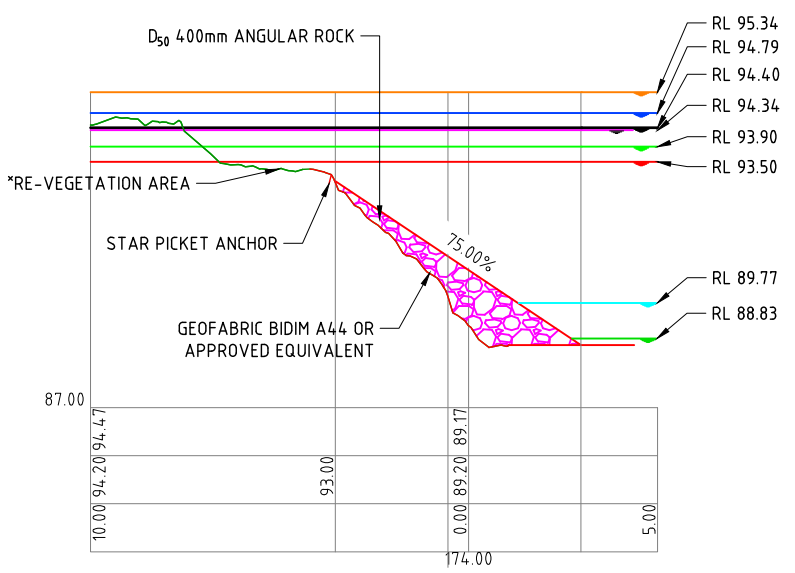 D50 400mm ANGULAR ROCK
RL 95.34
RL 94.79
RL 94.40
RL 94.34
RL 93.90
RL 93.50
*RE-VEGETATION AREA
STAR PICKET ANCHOR
75.00%
GEOFABRIC BIDIM A44 OR
APPROVED EQUIVALENT
RL 89.77
RL 88.83
87.00
94.47
89.17
94.20
93.00
89.20
10.00
0.00
5.00
174.00